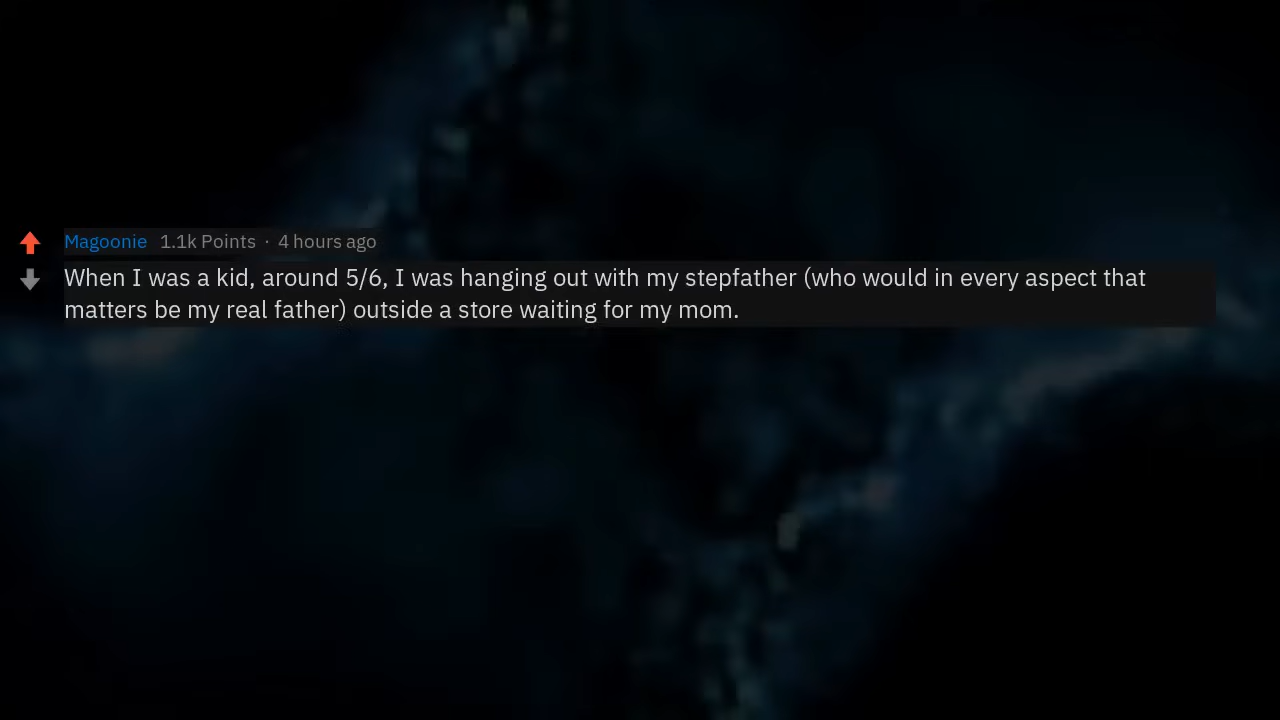 Magoonie 1.1k Points · 4 hours ago
When I was a kid, around 5/6, I was hanging out with my stepfather (who would in every aspect that
matters be my real father) outside a store waiting for my mom.